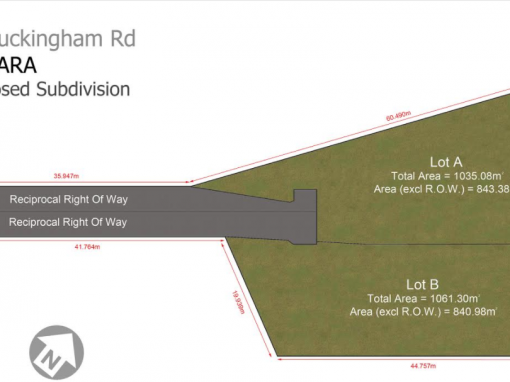 uckingham Rd
ARA
osed Subdivision
60.490m
Lot A
Total Area = 1035.08m²
Area (excl R.O.W.) = 843.38
35.947m
Reciprocal Right Of Way
Reciprocal Right Of Way
41.764m
19.939m
Lot B
Total Area = 1061.30m²
Area (excl R.O.W.) = 840.98m²
44.757m
N